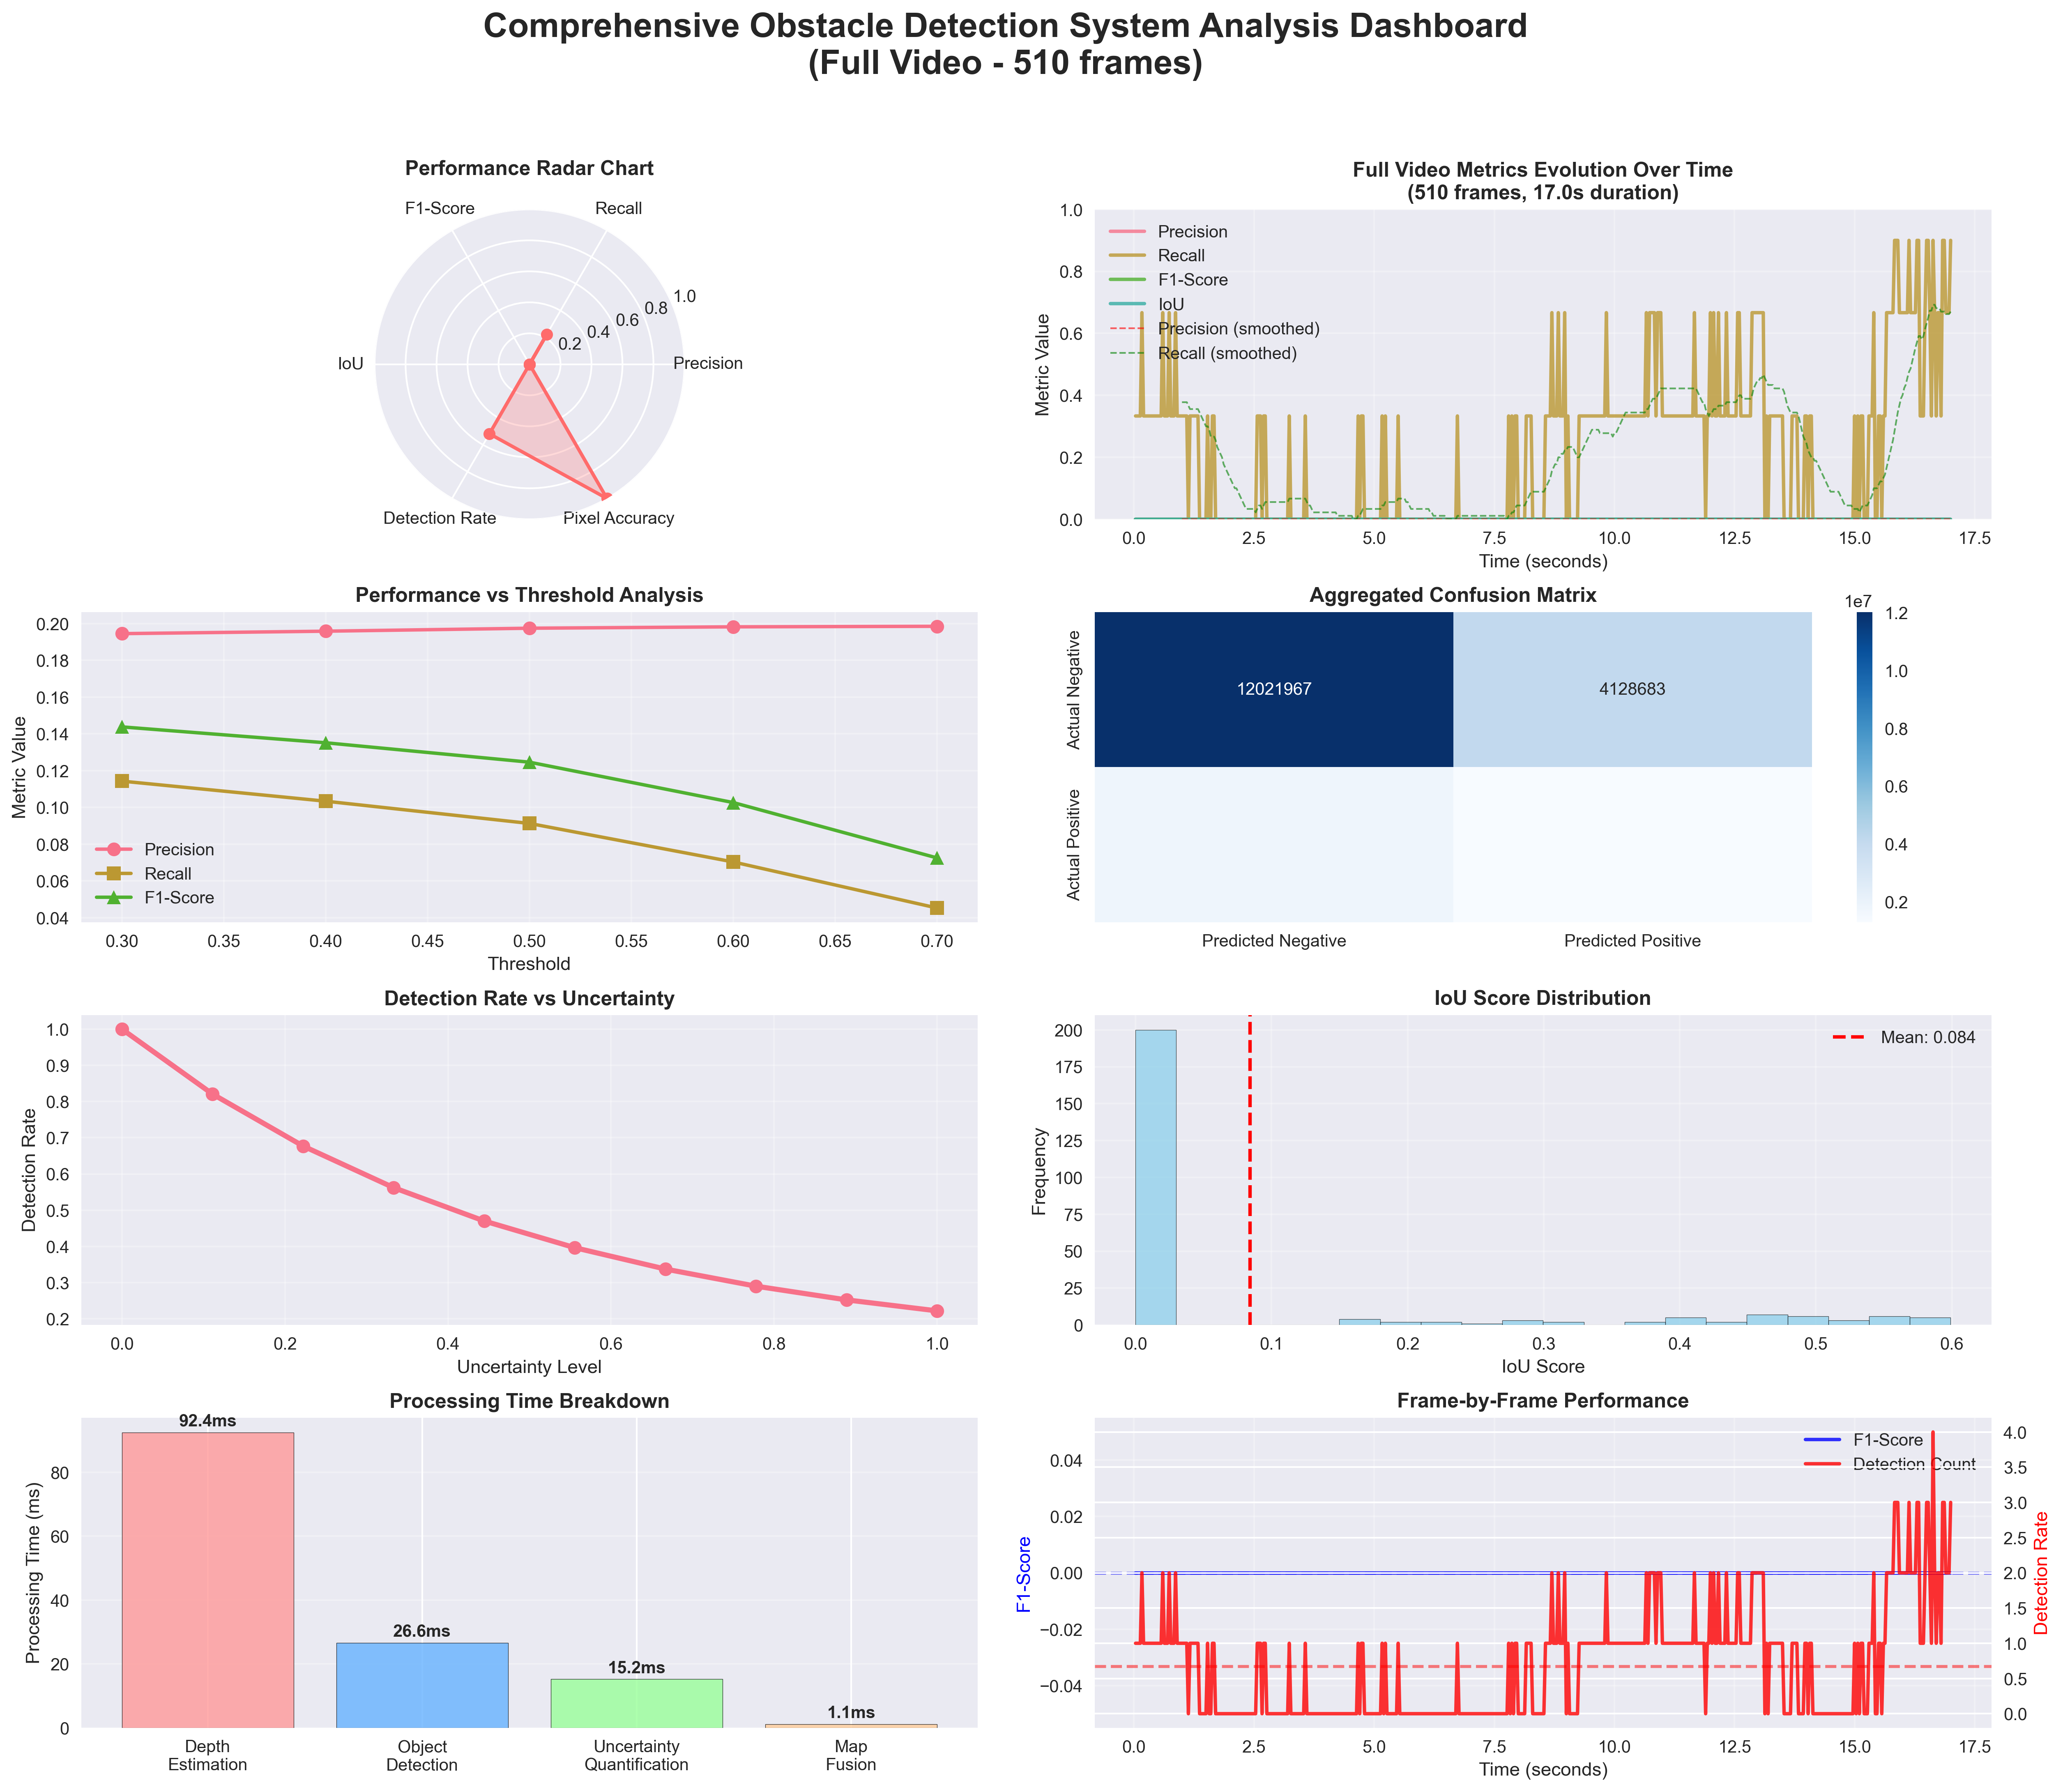 Comprehensive Obstacle Detection System Analysis Dashboard
(Full Video - 510 frames)
Performance Radar Chart
F1-Score
Recall
IoU
Precision
Detection Rate
Pixel Accuracy
0.2
0.4
0.6
0.8
1.0
Full Video Metrics Evolution Over Time
(510 frames, 17.0s duration)
Metric Value
1.0
0.8
0.6
0.4
0.2
0.0
Precision
Recall
F1-Score
IoU
Precision (smoothed)
Recall (smoothed)
0.0 2.5 5.0 7.5 10.0 12.5 15.0 17.5
Time (seconds)
Performance vs Threshold Analysis
Metric Value
0.20
0.18
0.16
0.14
0.12
0.10
0.08
0.06
0.04
Precision
Recall
F1-Score
0.30 0.35 0.40 0.45 0.50 0.55 0.60 0.65 0.70
Threshold
Aggregated Confusion Matrix
Actual Negative
Actual Positive
12021967
4128683
Predicted Negative
Predicted Positive
1e7
1.2
1.0
0.8
0.6
0.4
0.2
Detection Rate vs Uncertainty
Detection Rate
1.0
0.9
0.8
0.7
0.6
0.5
0.4
0.3
0.2
0.0 0.2 0.4 0.6 0.8 1.0
Uncertainty Level
IoU Score Distribution
Frequency
200
175
150
125
100
75
50
25
0
Mean: 0.084
0.0 0.1 0.2 0.3 0.4 0.5 0.6
IoU Score
Processing Time Breakdown
Processing Time (ms)
80
60
40
20
0
92.4ms
26.6ms
15.2ms
1.1ms
Depth
Estimation
Object
Detection
Uncertainty
Quantification
Map
Fusion
Frame-by-Frame Performance
F1-Score
0.04
0.02
0.00
−0.02
−0.04
F1-Score
Detection Count
4.0
3.5
3.0
2.5
2.0
1.5
1.0
0.5
0.0
Detection Rate
0.0 2.5 5.0 7.5 10.0 12.5 15.0 17.5
Time (seconds)